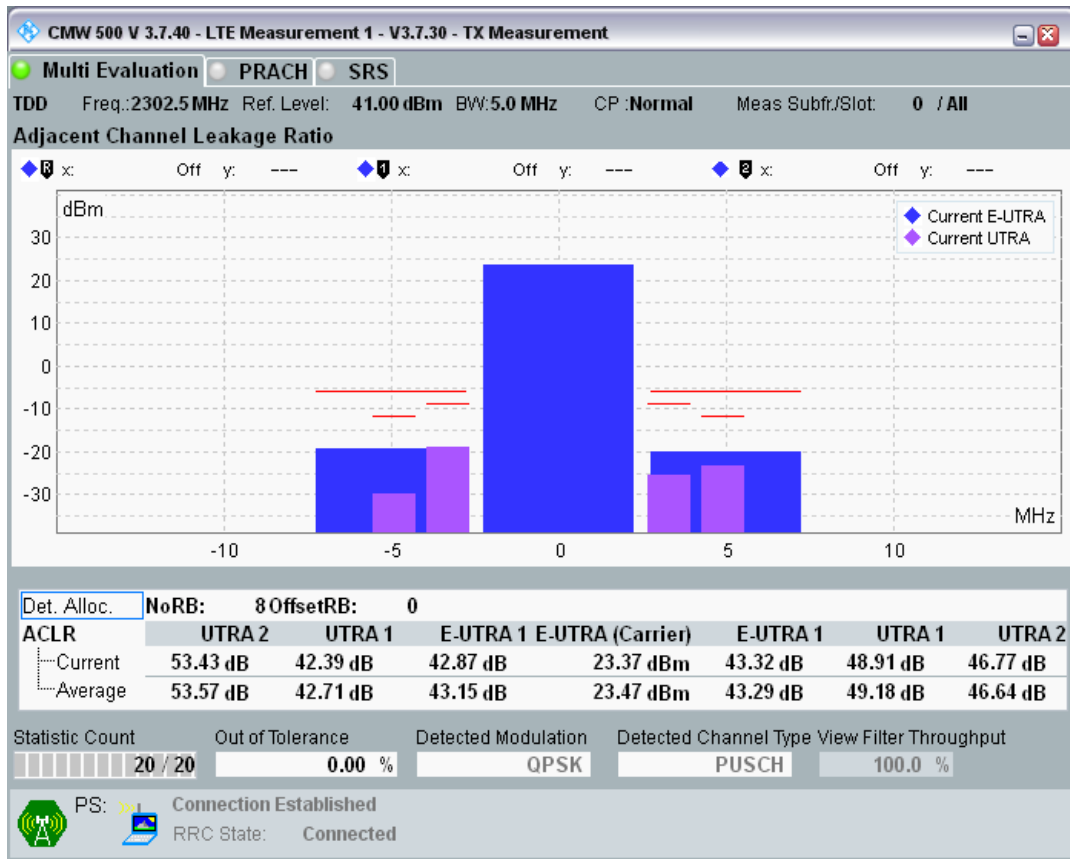 CMW 500 V 3.7.40 - LTE Measurement 1 - V3.7.30 - TX Measurement
Multi Evaluation PRACH SRS
TDD Freq.:2302.5 MHz Ref. Level: 41.00 dBm BW:5.0 MHz CP :Normal Meas Subfr./Slot: 0 / All
Adjacent Channel Leakage Ratio
R x: Off y: --- 1 x: Off y: --- 2 x: Off y: ---
dBm
Current E-UTRA
Current UTRA
30
20
10
0
-10
-20
-30
MHz
-10 -5 0 5 10
Det. Alloc. NoRB: 8 OffsetRB: 0
ACLR UTRA 2 UTRA 1 E-UTRA 1 E-UTRA (Carrier) E-UTRA 1 UTRA 1 UTRA 2
Current 53.43 dB 42.39 dB 42.87 dB 23.37 dBm 43.32 dB 48.91 dB 46.77 dB
Average 53.57 dB 42.71 dB 43.15 dB 23.47 dBm 43.29 dB 49.18 dB 46.64 dB
Statistic Count Out of Tolerance Detected Modulation Detected Channel Type View Filter Throughput
20 / 20 0.00 % QPSK PUSCH 100.0 %
PS: Connection Established
RRC State: Connected